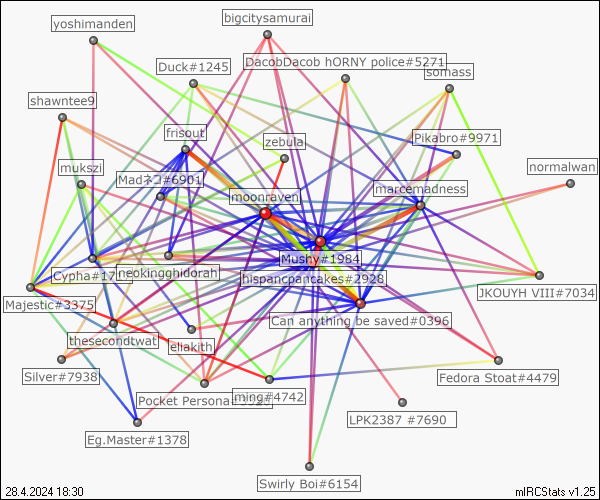 bigcitysamurai
yoshimanden
DacobDacob hORNY police#5271
Duck#1245
somass
shawntee9
frisout
zebula
Pikabro#9971
mukszi
normalwan
Madネコ#6901
marcemadness
moonraven
Mushy#1984
Cypha#17
neokingghidorah
hispancpancakes#2928
Majestic#3375
JKOUYH VIII#7034
Can anything be saved#0396
thesecondtwat
eliakith
Silver#7938
Fedora Stoat#4479
Pocket Persona
ning#4742
LPK2387 #7690
Eg.Master#1378
Swirly Boi#6154
28.4.2024 18:30
mIRCStats v1.25